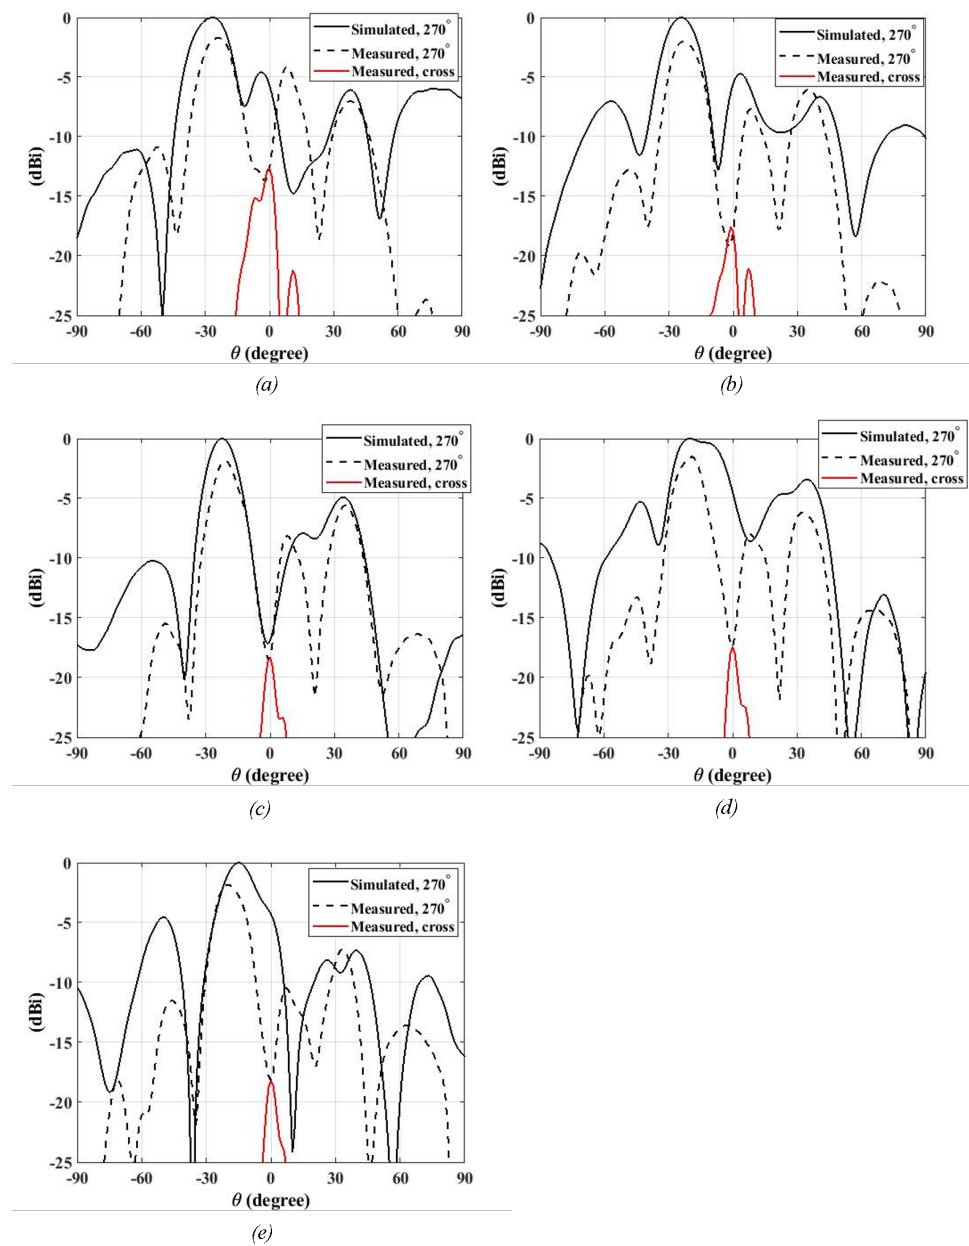 0
-5
-10
-15
-20
-25
(dBi)
Simulated, 270°
Measured, 270°
Measured, cross
-90 -60 -30 0 30 60 90
θ (degree)
(a)
0
-5
-10
-15
-20
-25
(dBi)
Simulated, 270°
Measured, 270°
Measured, cross
-90 -60 -30 0 30 60 90
θ (degree)
(b)
0
-5
-10
-15
-20
-25
(dBi)
Simulated, 270°
Measured, 270°
Measured, cross
-90 -60 -30 0 30 60 90
θ (degree)
(c)
0
-5
-10
-15
-20
-25
(dBi)
Simulated, 270°
Measured, 270°
Measured, cross
-90 -60 -30 0 30 60 90
θ (degree)
(d)
0
-5
-10
-15
-20
-25
(dBi)
Simulated, 270°
Measured, 270°
Measured, cross
-90 -60 -30 0 30 60 90
θ (degree)
(e)